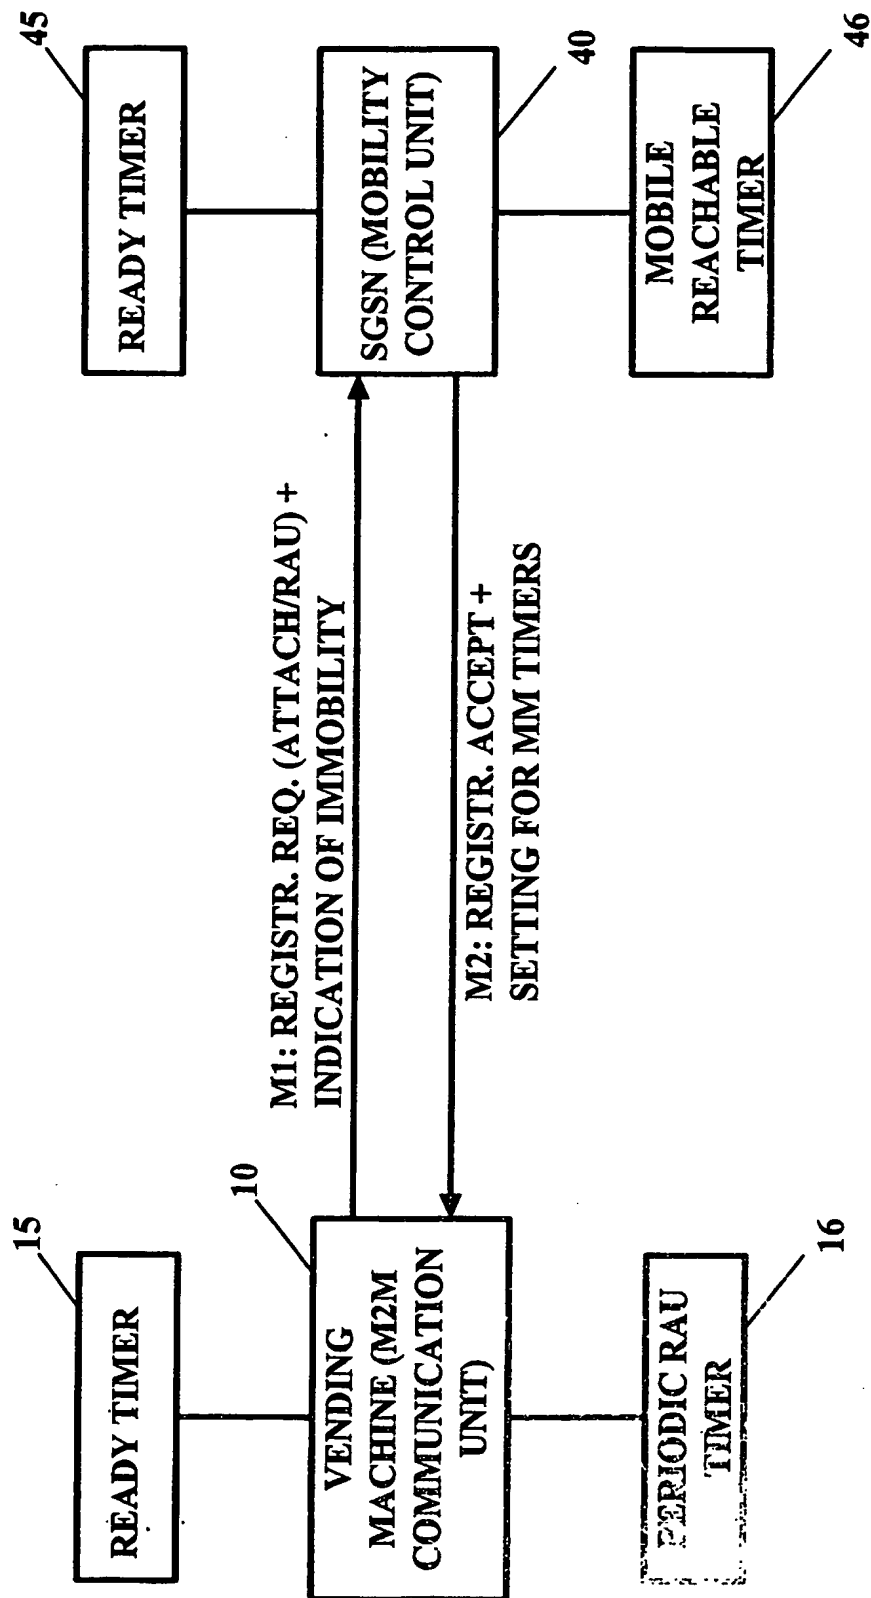 15
READY TIMER
10
VENDING
MACHINE (M2M
COMMUNICATION
UNIT)
16
PERIODIC RAU
TIMER
M1: REGISTR. REQ. (ATTACH/RAU) +
INDICATION OF IMMOBILITY
M2: REGISTR. ACCEPT +
SETTING FOR MM TIMERS
45
READY TIMER
SGSN (MOBILITY
CONTROL UNIT)
40
MOBILE
REACHABLE
TIMER
46